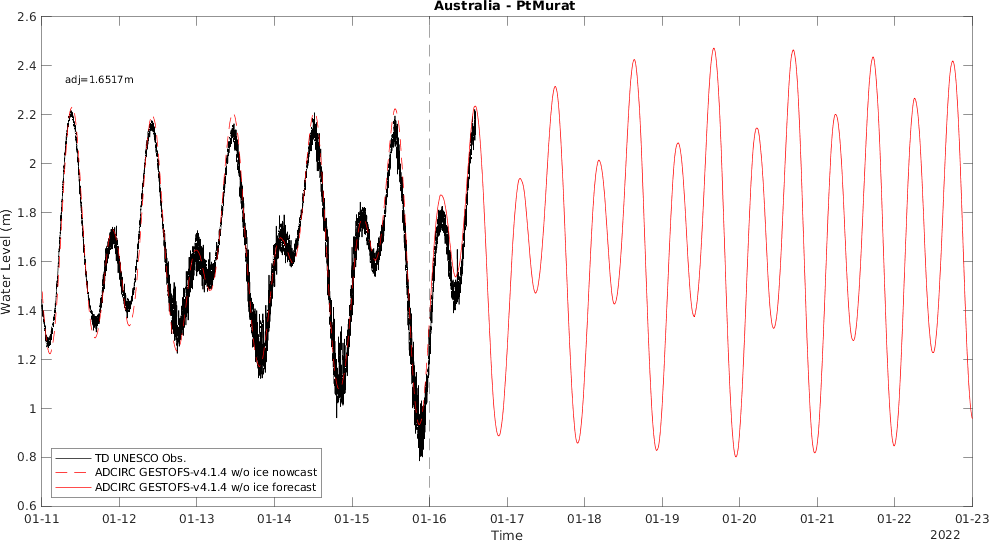 Australia - PtMurat
2.6
2.4
adj=1.6517m
2.2
2
1.8
1.6
1.4
1.2
1
0.8
0.6
Water Level (m)
TD UNESCO Obs.
ADCIRC GESTOFS-v4.1.4 w/o ice nowcast
ADCIRC GESTOFS-v4.1.4 w/o ice forecast
01-11 01-12 01-13 01-14 01-15 01-16 01-17 01-18 01-19 01-20 01-21 01-22 01-23
Time
2022